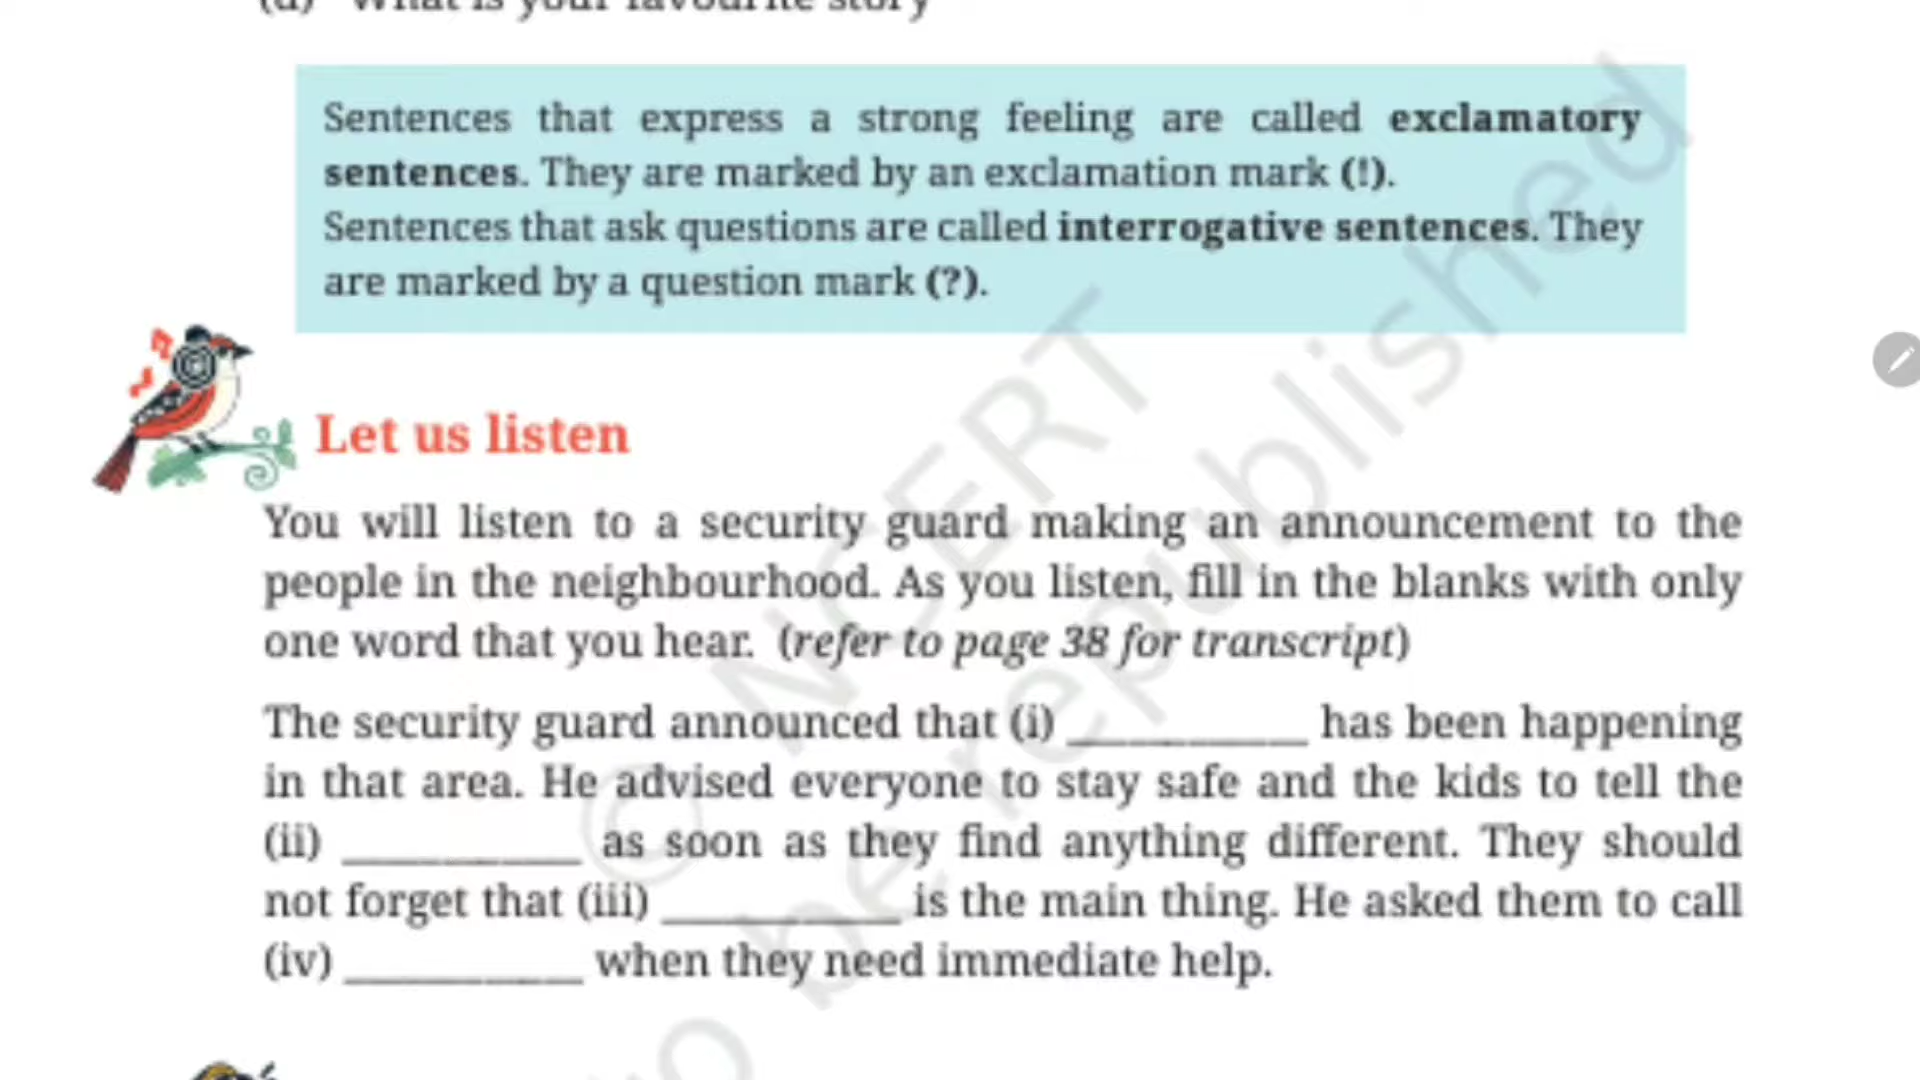 (d) What is your favourite story
Sentences that express a strong feeling are called exclamatory
sentences. They are marked by an exclamation mark (!).
Sentences that ask questions are called interrogative sentences. They
are marked by a question mark (?).
Let us listen
You will listen to a security guard making an announcement to the
people in the neighbourhood. As you listen, fill in the blanks with only
one word that you hear. (refer to page 38 for transcript)
The security guard announced that (i) __________ has been happening
in that area. He advised everyone to stay safe and the kids to tell the
(ii) __________ as soon as they find anything different. They should
not forget that (iii) __________ is the main thing. He asked them to call
(iv) __________ when they need immediate help.
© NCERT
to be republished